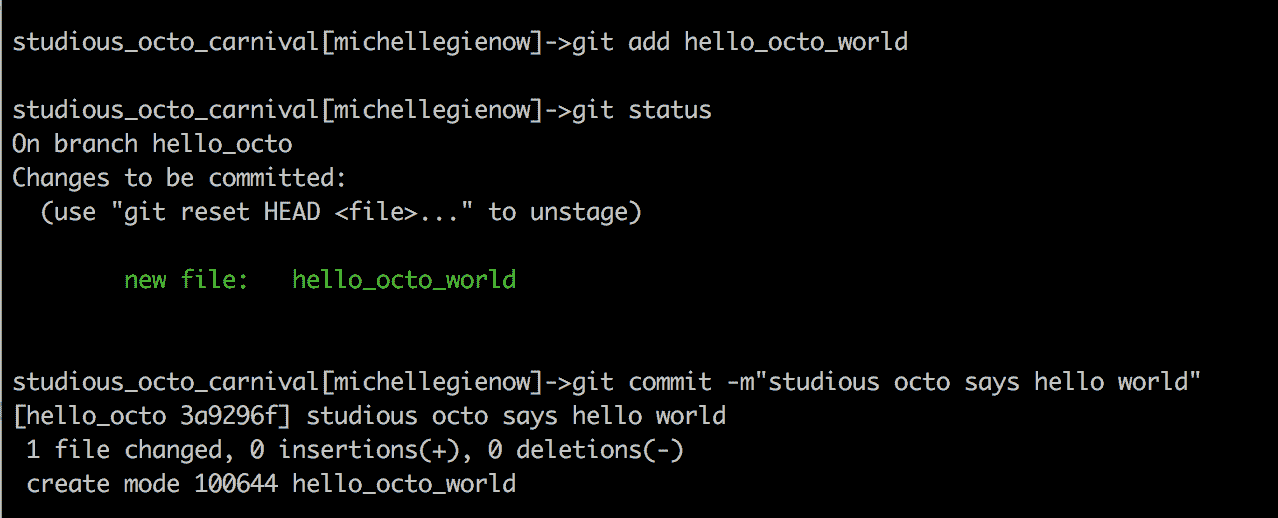 studious_octo_carnival[michellegienow]->git add hello_octo_world
studious_octo_carnival[michellegienow]->git status
On branch hello_octo
Changes to be committed:
(use "git reset HEAD <file>..." to unstage)
new file: hello_octo_world
studious_octo_carnival[michellegienow]->git commit -m"studious octo says hello world"
[hello_octo 3a9296f] studious octo says hello world
1 file changed, 0 insertions(+), 0 deletions(-)
create mode 100644 hello_octo_world